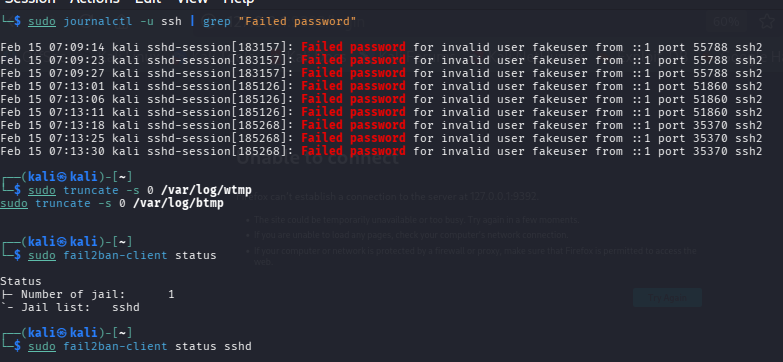 Session Actions Edit View Help
└─$ sudo journalctl -u ssh | grep "Failed password"
Feb 15 07:09:14 kali sshd-session[183157]: Failed password for invalid user fakeuser from ::1 port 55788 ssh2
Feb 15 07:09:23 kali sshd-session[183157]: Failed password for invalid user fakeuser from ::1 port 55788 ssh2
Feb 15 07:09:27 kali sshd-session[183157]: Failed password for invalid user fakeuser from ::1 port 55788 ssh2
Feb 15 07:13:01 kali sshd-session[185126]: Failed password for invalid user fakeuser from ::1 port 51860 ssh2
Feb 15 07:13:06 kali sshd-session[185126]: Failed password for invalid user fakeuser from ::1 port 51860 ssh2
Feb 15 07:13:11 kali sshd-session[185126]: Failed password for invalid user fakeuser from ::1 port 51860 ssh2
Feb 15 07:13:18 kali sshd-session[185268]: Failed password for invalid user fakeuser from ::1 port 35370 ssh2
Feb 15 07:13:25 kali sshd-session[185268]: Failed password for invalid user fakeuser from ::1 port 35370 ssh2
Feb 15 07:13:30 kali sshd-session[185268]: Failed password for invalid user fakeuser from ::1 port 35370 ssh2
Unable to connect
┌──(kali㉿kali)-[~]
└─$ sudo truncate -s 0 /var/log/wtmp
sudo truncate -s 0 /var/log/btmp
┌──(kali㉿kali)-[~]
└─$ sudo fail2ban-client status
Status
|- Number of jail:      1
`- Jail list:   sshd
┌──(kali㉿kali)-[~]
└─$ sudo fail2ban-client status sshd